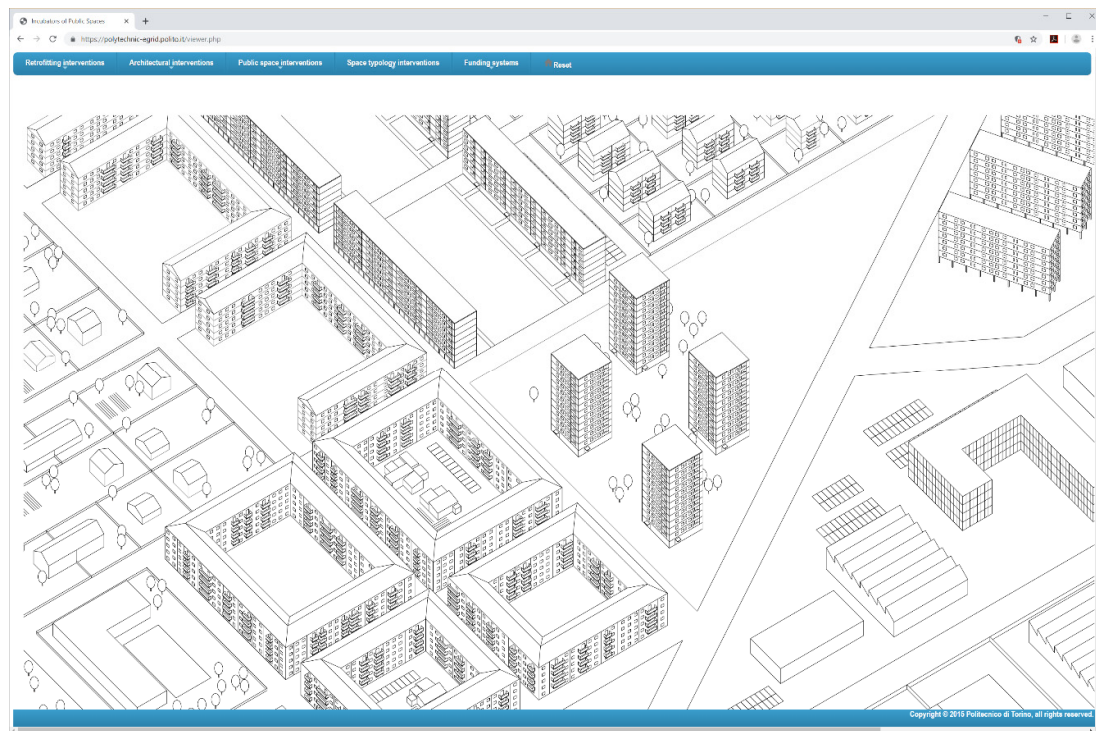 Incubators of Public Spaces
https://polytechnic-egrid.polito.it/viewer.php
Retrofitting interventions Architectural interventions Public space interventions Space typology interventions Funding systems Reset
Copyright © 2015 Politecnico di Torino, all rights reserved.